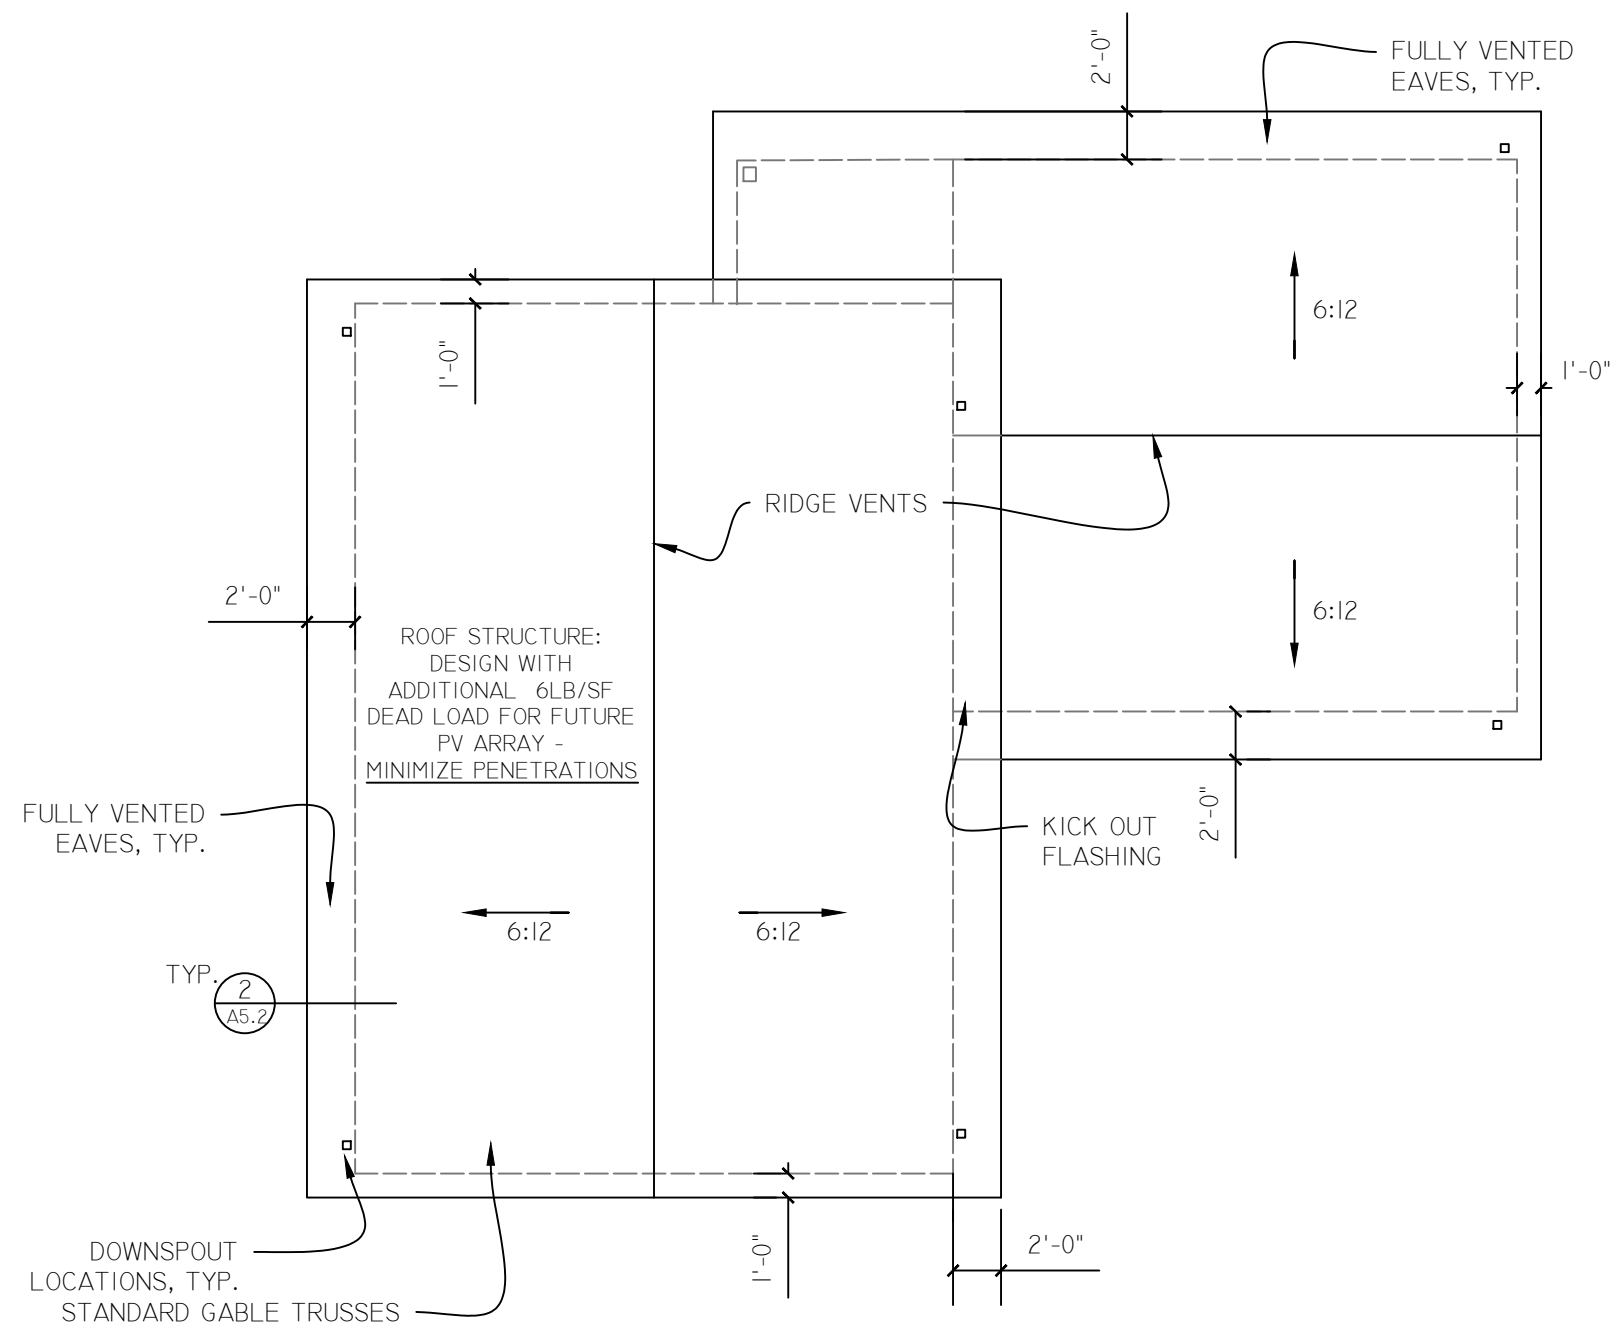 2'-0"
FULLY VENTED
EAVES, TYP.
6:12
1'-0"
1'-0"
RIDGE VENTS
2'-0"
6:12
ROOF STRUCTURE:
DESIGN WITH
ADDITIONAL 6LB/SF
DEAD LOAD FOR FUTURE
PV ARRAY -
MINIMIZE PENETRATIONS
FULLY VENTED
EAVES, TYP.
2'-0"
KICK OUT
FLASHING
6:12
6:12
TYP.
2
A5.2
DOWNSPOUT
LOCATIONS, TYP.
STANDARD GABLE TRUSSES
1'-0"
2'-0"